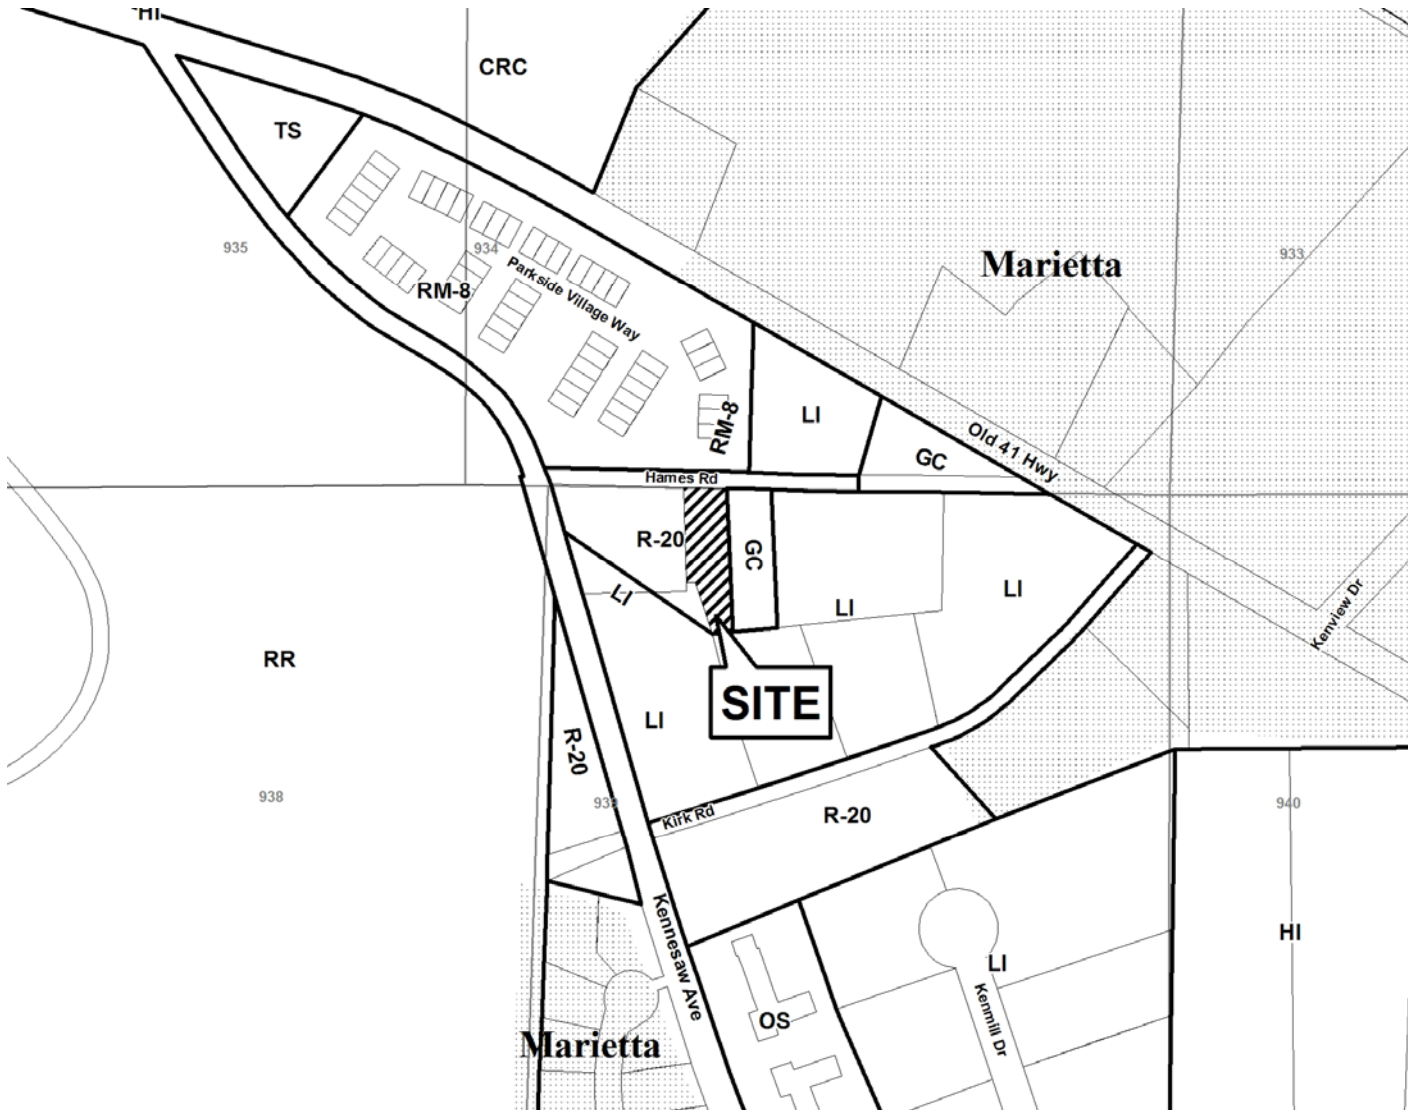 HI
CRC
TS
935
934
Marietta
933
RM-8
Parkside Village Way
RM-8
LI
GC
Old 41 Hwy
Hames Rd
R-20
GC
LI
LI
LI
Kenview Dr
RR
SITE
LI
R-20
938
939
940
Kirk Rd
R-20
Kennesaw Ave
HI
LI
Kenmill Dr
OS
Marietta